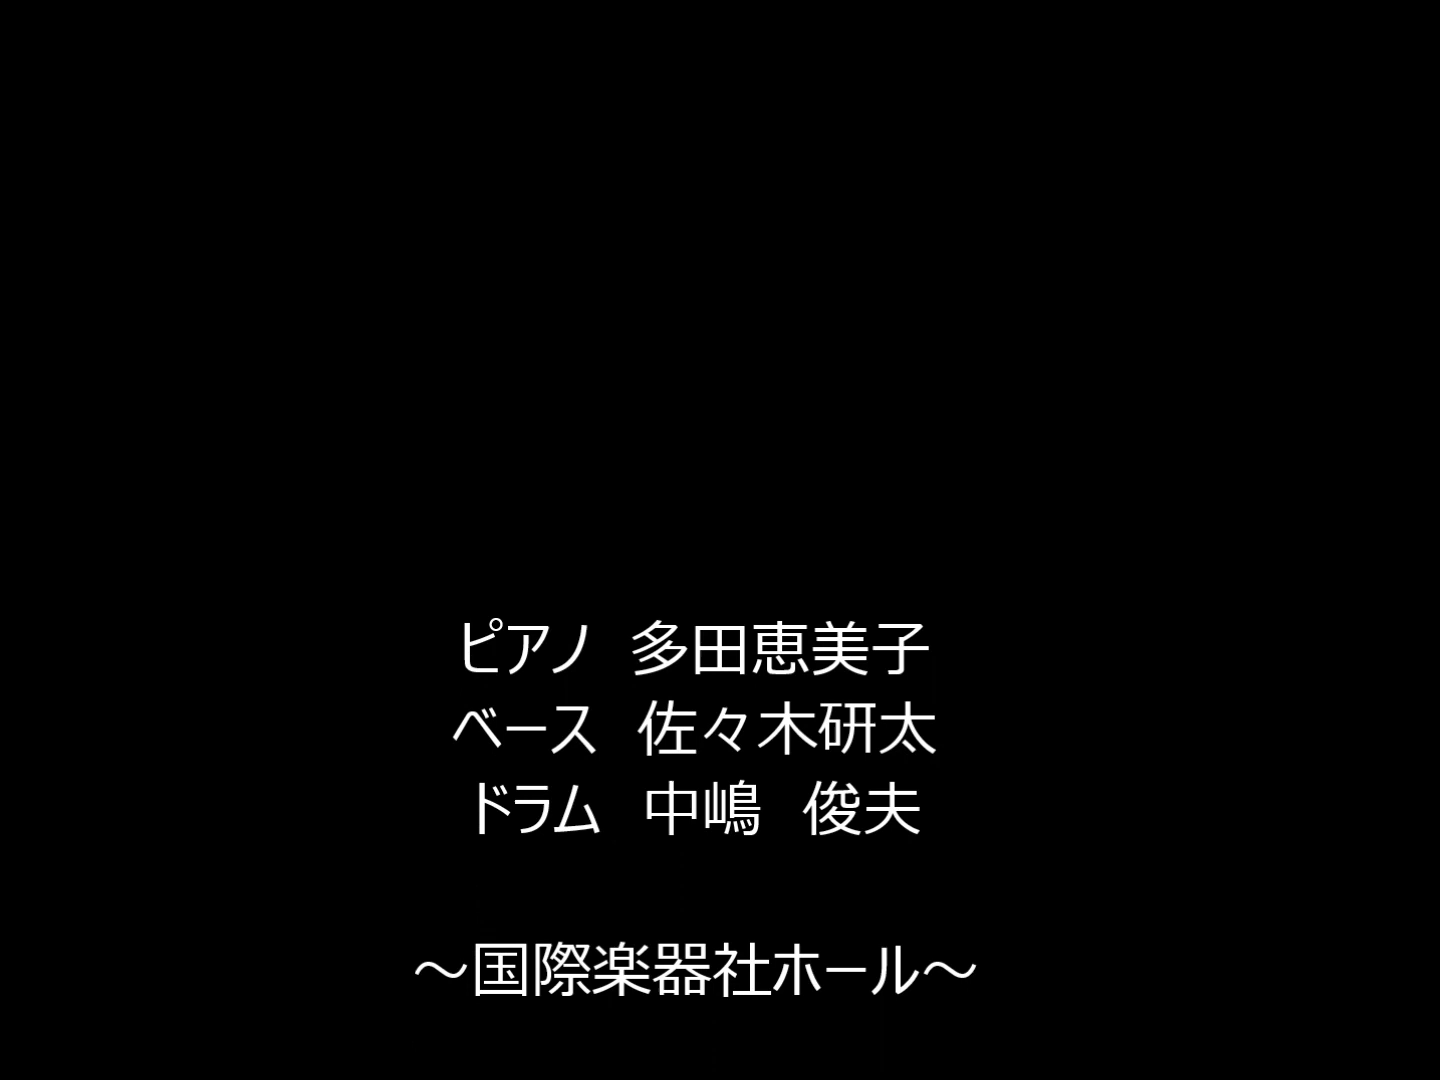 ピアノ　多田恵美子
ベース　佐々木研太
ドラム　中嶋　俊夫
～国際楽器社ホール～